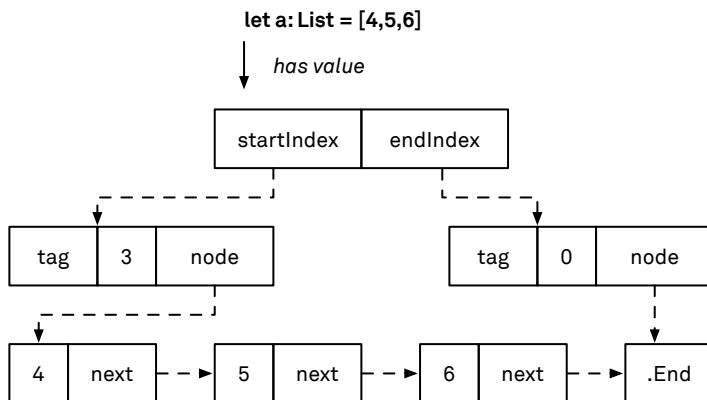 let a: List = [4,5,6]
has value
startIndex endIndex
tag 3 node tag 0 node
4 next 5 next 6 next .End